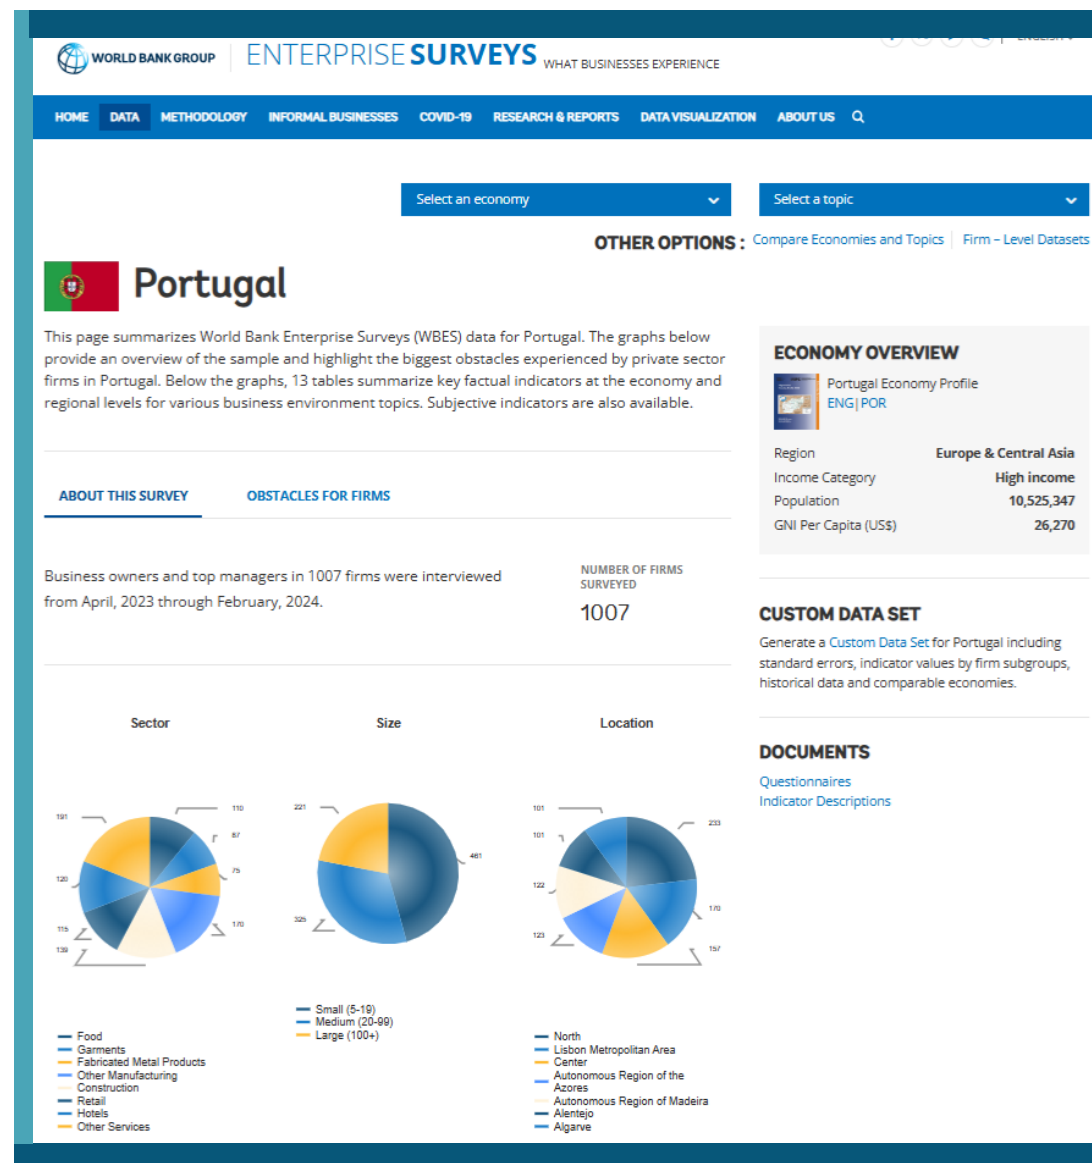 WORLD BANK GROUP
ENTERPRISE SURVEYS WHAT BUSINESSES EXPERIENCE
HOME DATA METHODOLOGY INFORMAL BUSINESSES COVID-19 RESEARCH & REPORTS DATA VISUALIZATION ABOUT US
Select an economy
Select a topic
OTHER OPTIONS : Compare Economies and Topics Firm – Level Datasets
Portugal
This page summarizes World Bank Enterprise Surveys (WBES) data for Portugal. The graphs below
provide an overview of the sample and highlight the biggest obstacles experienced by private sector
firms in Portugal. Below the graphs, 13 tables summarize key factual indicators at the economy and
regional levels for various business environment topics. Subjective indicators are also available.
ABOUT THIS SURVEY
OBSTACLES FOR FIRMS
Business owners and top managers in 1007 firms were interviewed
from April, 2023 through February, 2024.
NUMBER OF FIRMS
SURVEYED
1007
Sector
110
87
75
170
139
115
120
191
Food
Garments
Fabricated Metal Products
Other Manufacturing
Construction
Retail
Hotels
Other Services
Size
221
461
325
Small (5-19)
Medium (20-99)
Large (100+)
Location
101
101
122
123
233
170
157
North
Lisbon Metropolitan Area
Center
Autonomous Region of the
Azores
Autonomous Region of Madeira
Alentejo
Algarve
ECONOMY OVERVIEW
Portugal Economy Profile
ENG|POR
Region Europe & Central Asia
Income Category High income
Population 10,525,347
GNI Per Capita (US$) 26,270
CUSTOM DATA SET
Generate a Custom Data Set for Portugal including
standard errors, indicator values by firm subgroups,
historical data and comparable economies.
DOCUMENTS
Questionnaires
Indicator Descriptions